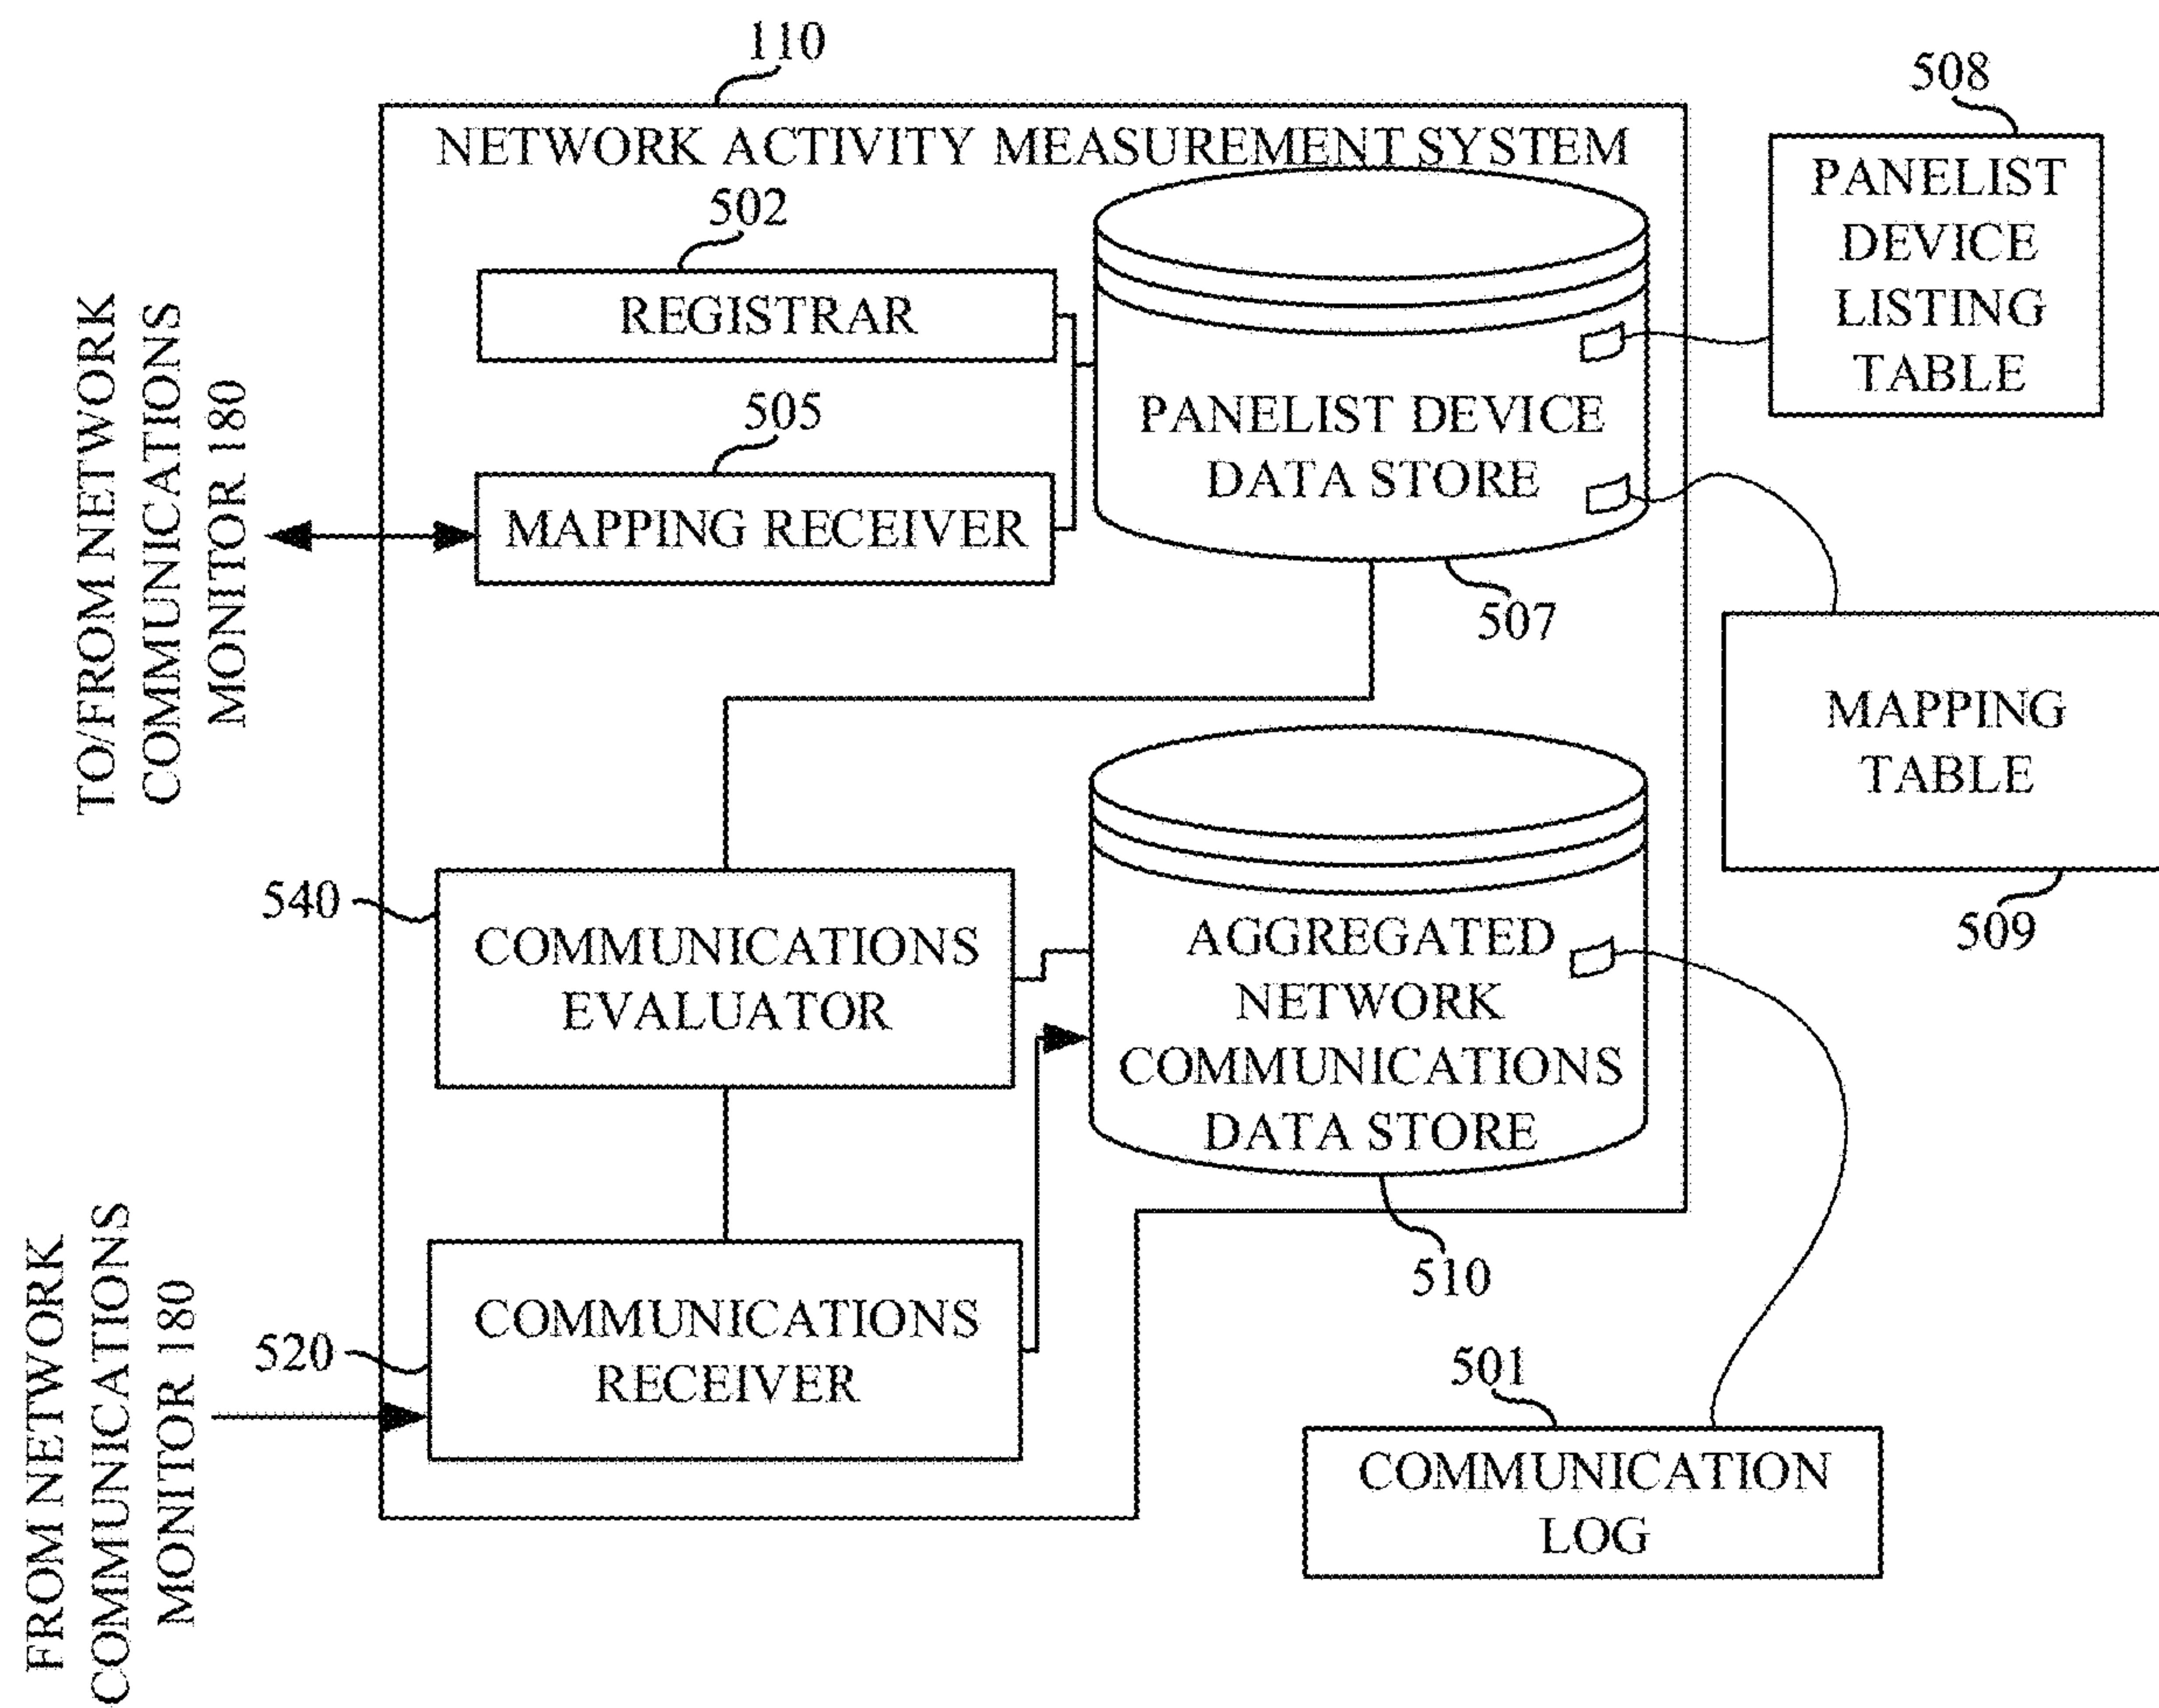 110
508
NETWORK ACTIVITY MEASUREMENT SYSTEM
PANELIST
DEVICE
LISTING
TABLE
502
REGISTRAR
505
MAPPING RECEIVER
PANELIST DEVICE
DATA STORE
507
TO/FROM NETWORK
COMMUNICATIONS
MONITOR 180
MAPPING
TABLE
509
540
COMMUNICATIONS
EVALUATOR
AGGREGATED
NETWORK
COMMUNICATIONS
DATA STORE
510
520
COMMUNICATIONS
RECEIVER
FROM NETWORK
COMMUNICATIONS
MONITOR 180
501
COMMUNICATION
LOG